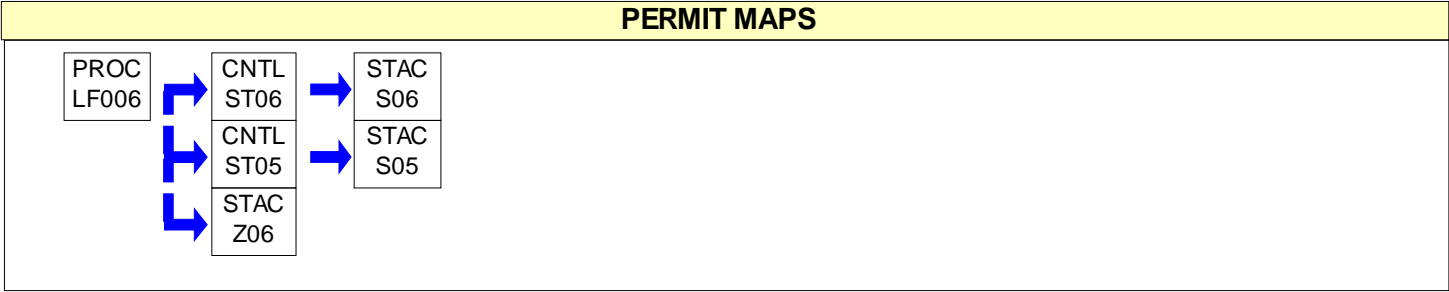 PERMIT MAPS
PROC
LF006
CNTL
ST06
STAC
S06
CNTL
ST05
STAC
S05
STAC
Z06